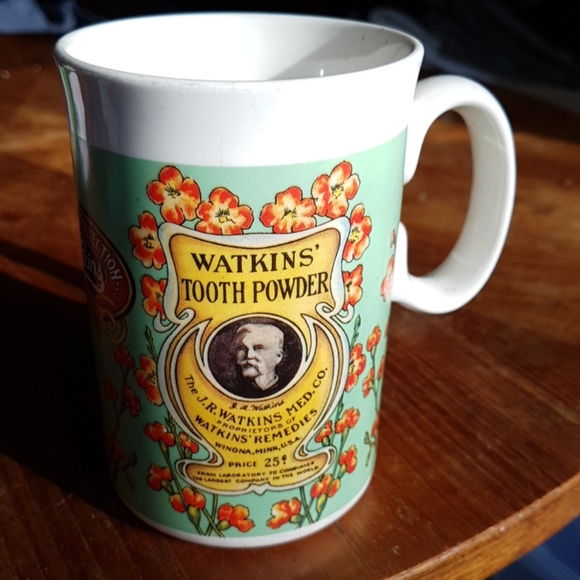 WATKINS'
TOOTH POWDER
J. R. Watkins
The J.R. WATKINS MED. CO.
PROPRIETORS OF
WATKINS' REMEDIES
WINONA, MINN, U.S.A.
PRICE 25¢
FROM LABORATORY TO CONSUMER
THE LARGEST COMPANY IN THE WORLD